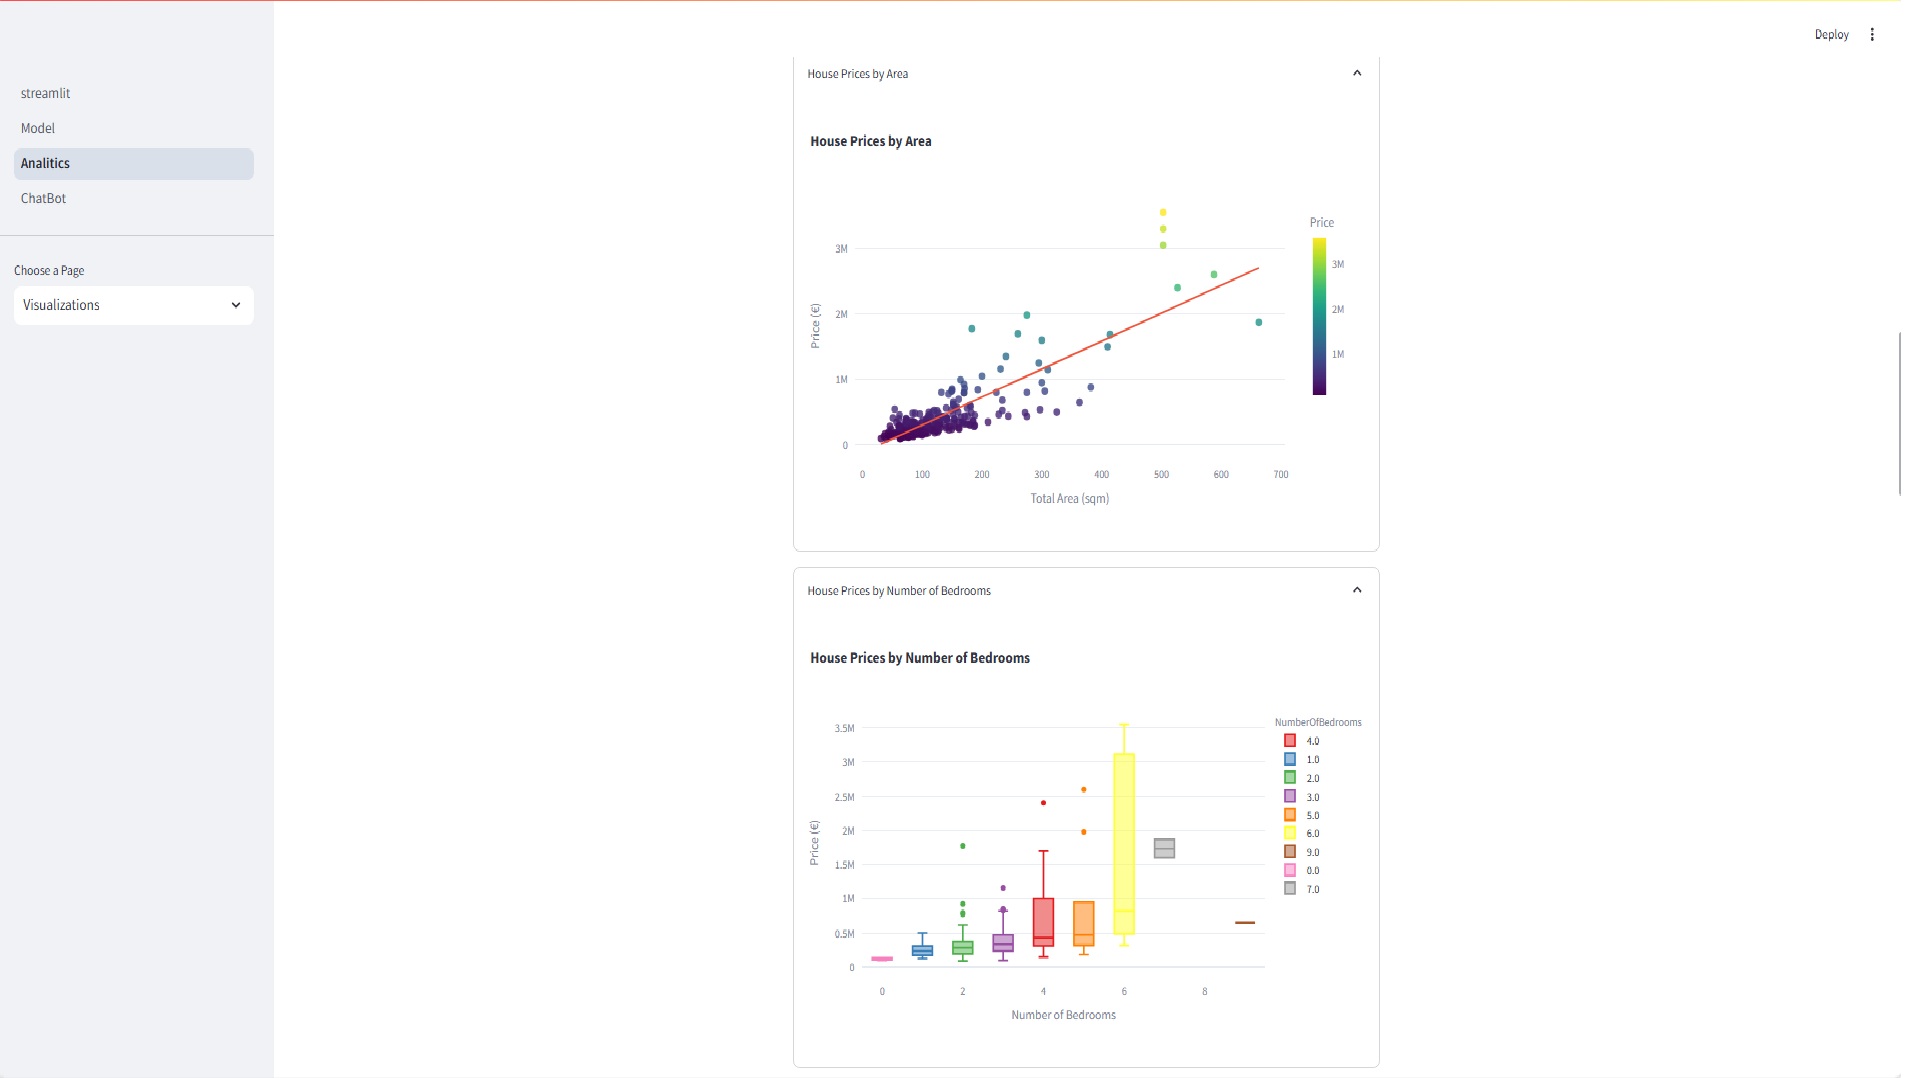 Deploy
streamlit
Model
Analitics
ChatBot
Choose a Page
Visualizations
House Prices by Area
House Prices by Area
Price
3M
2M
1M
3M
2M
1M
0
Price (€)
0 100 200 300 400 500 600 700
Total Area (sqm)
House Prices by Number of Bedrooms
House Prices by Number of Bedrooms
NumberOfBedrooms
4.0
1.0
2.0
3.0
5.0
6.0
9.0
0.0
7.0
3.5M
3M
2.5M
2M
1.5M
1M
0.5M
0
Price (€)
0 2 4 6 8
Number of Bedrooms